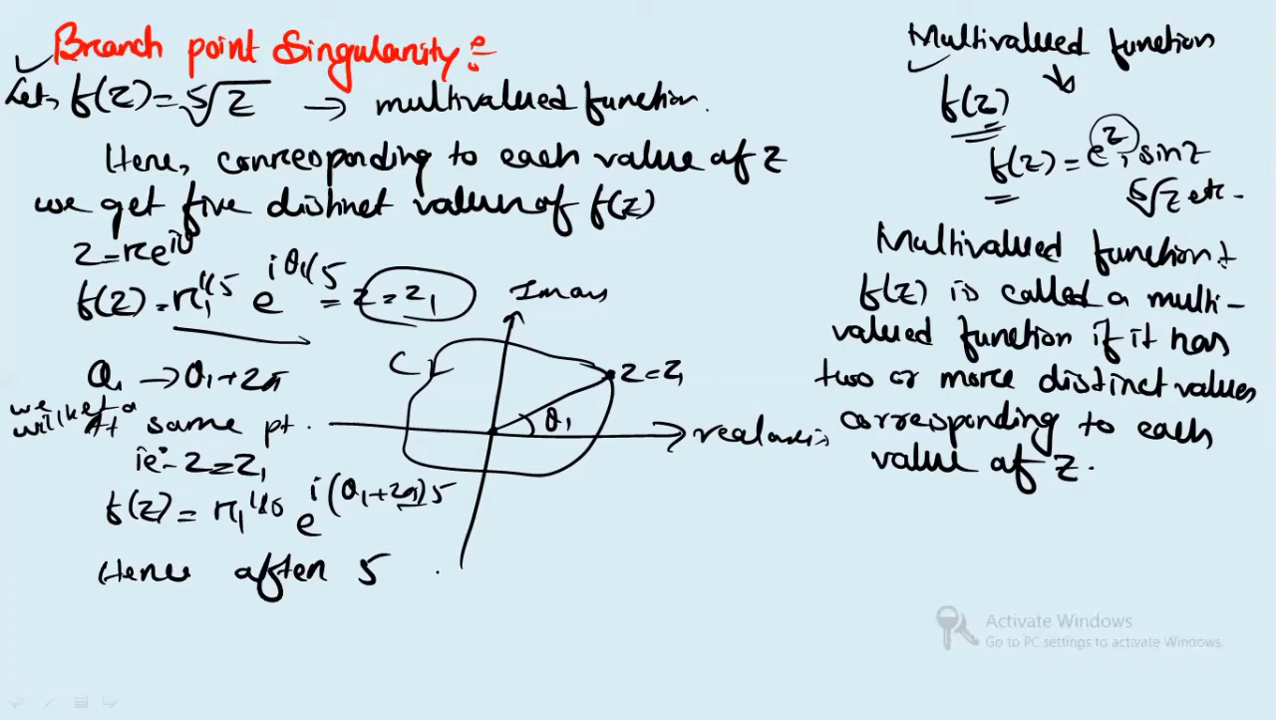 Branch point Singularity :-
Let, f(z) = ⁵√z → multivalued function.
Here, corresponding to each value of z
we get five distinct value of f(z)
z = re^iθ
f(z) = r₁^1/5 e^iθ₁/5 = z = z₁
θ₁ → θ₁+2π
we will get a
At same pt.
ie:- z = z₁
f(z) = r₁^1/5 e^i(θ₁+2π)/5
Hence after 5
Imag
C
z = z₁
θ₁
real axis
Multivalued function
f(z)
f(z) = e^z, sin z
⁵√z etc.
Multivalued function :
f(z) is called a multi-
valued function if it has
two or more distinct values
corresponding to each
value of z.
Activate Windows
Go to PC settings to activate Windows.